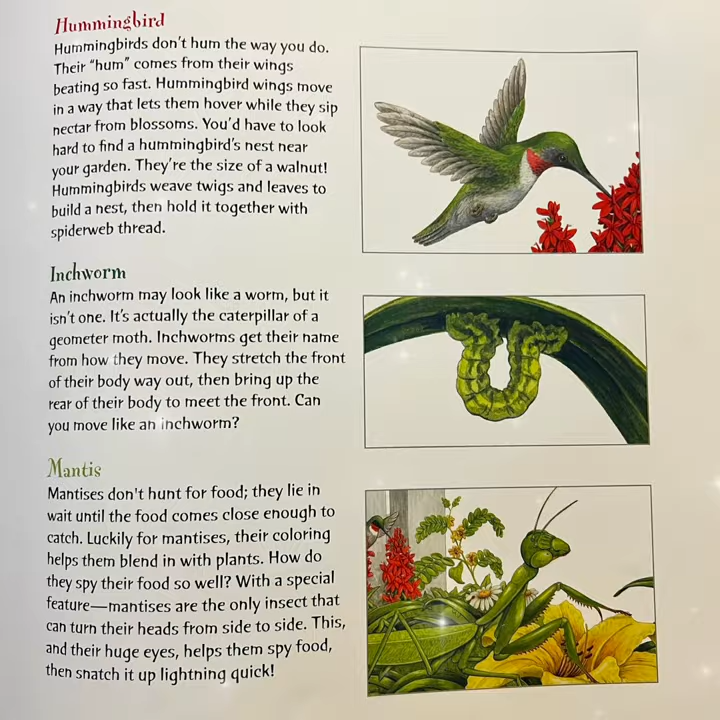 Hummingbird
Hummingbirds don't hum the way you do.
Their "hum" comes from their wings
beating so fast. Hummingbird wings move
in a way that lets them hover while they sip
nectar from blossoms. You'd have to look
hard to find a hummingbird's nest near
your garden. They're the size of a walnut!
Hummingbirds weave twigs and leaves to
build a nest, then hold it together with
spiderweb thread.
Inchworm
An inchworm may look like a worm, but it
isn't one. It's actually the caterpillar of a
geometer moth. Inchworms get their name
from how they move. They stretch the front
of their body way out, then bring up the
rear of their body to meet the front. Can
you move like an inchworm?
Mantis
Mantises don't hunt for food; they lie in
wait until the food comes close enough to
catch. Luckily for mantises, their coloring
helps them blend in with plants. How do
they spy their food so well? With a special
feature—mantises are the only insect that
can turn their heads from side to side. This,
and their huge eyes, helps them spy food,
then snatch it up lightning quick!